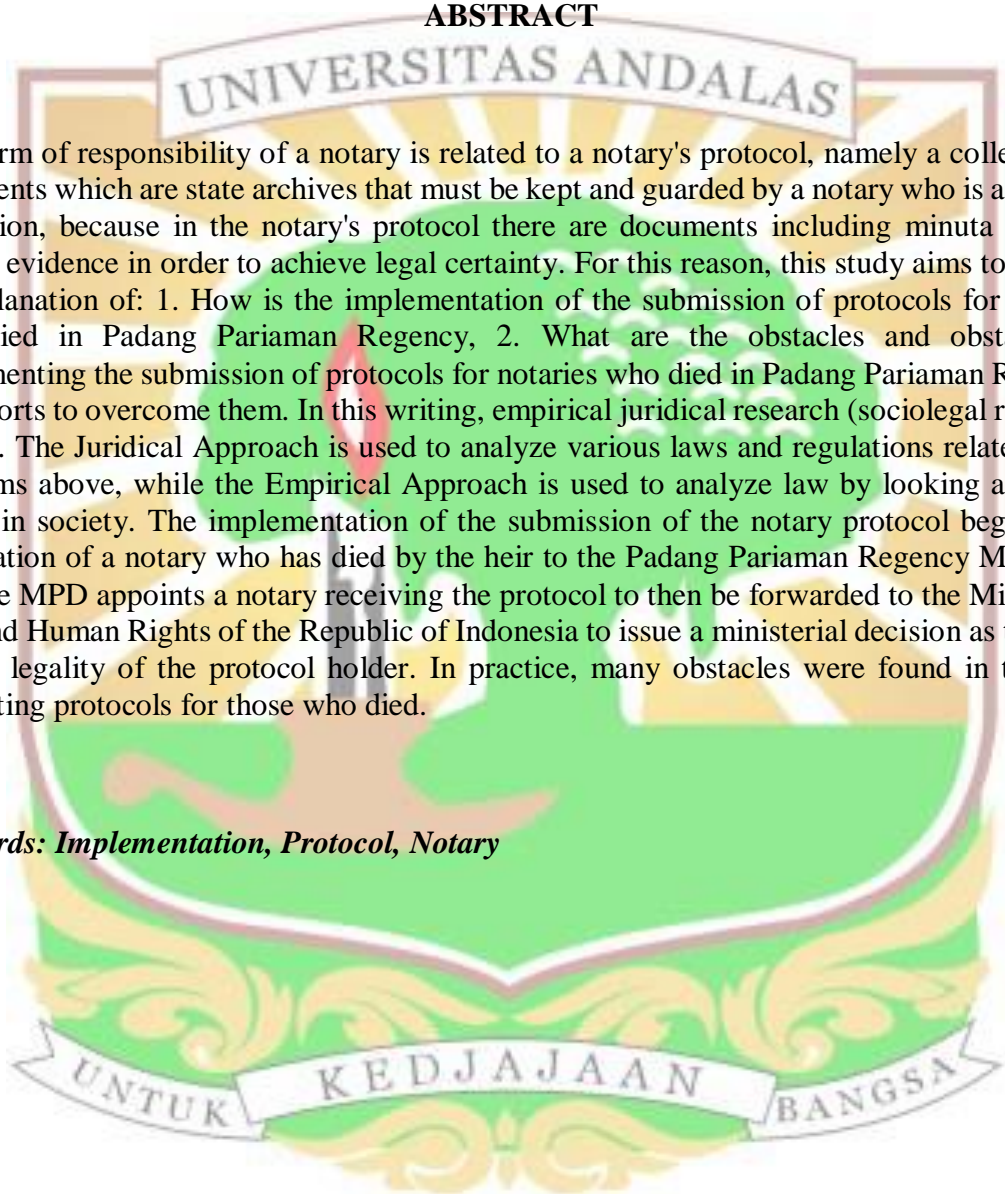 ABSTRACT
UNIVERSITAS ANDALAS
rm of responsibility of a notary is related to a notary's protocol, namely a colle
ents which are state archives that must be kept and guarded by a notary who is a
ion, because in the notary's protocol there are documents including minuta
evidence in order to achieve legal certainty. For this reason, this study aims to
lanation of: 1. How is the implementation of the submission of protocols for
ied in Padang Pariaman Regency, 2. What are the obstacles and obst
enting the submission of protocols for notaries who died in Padang Pariaman R
orts to overcome them. In this writing, empirical juridical research (sociolegal r
. The Juridical Approach is used to analyze various laws and regulations relate
ms above, while the Empirical Approach is used to analyze law by looking a
in society. The implementation of the submission of the notary protocol beg
ation of a notary who has died by the heir to the Padang Pariaman Regency M
e MPD appoints a notary receiving the protocol to then be forwarded to the Mi
nd Human Rights of the Republic of Indonesia to issue a ministerial decision as
legality of the protocol holder. In practice, many obstacles were found in t
ting protocols for those who died.
rds: Implementation, Protocol, Notary
UNTUK KEDJAJAAN BANGSA